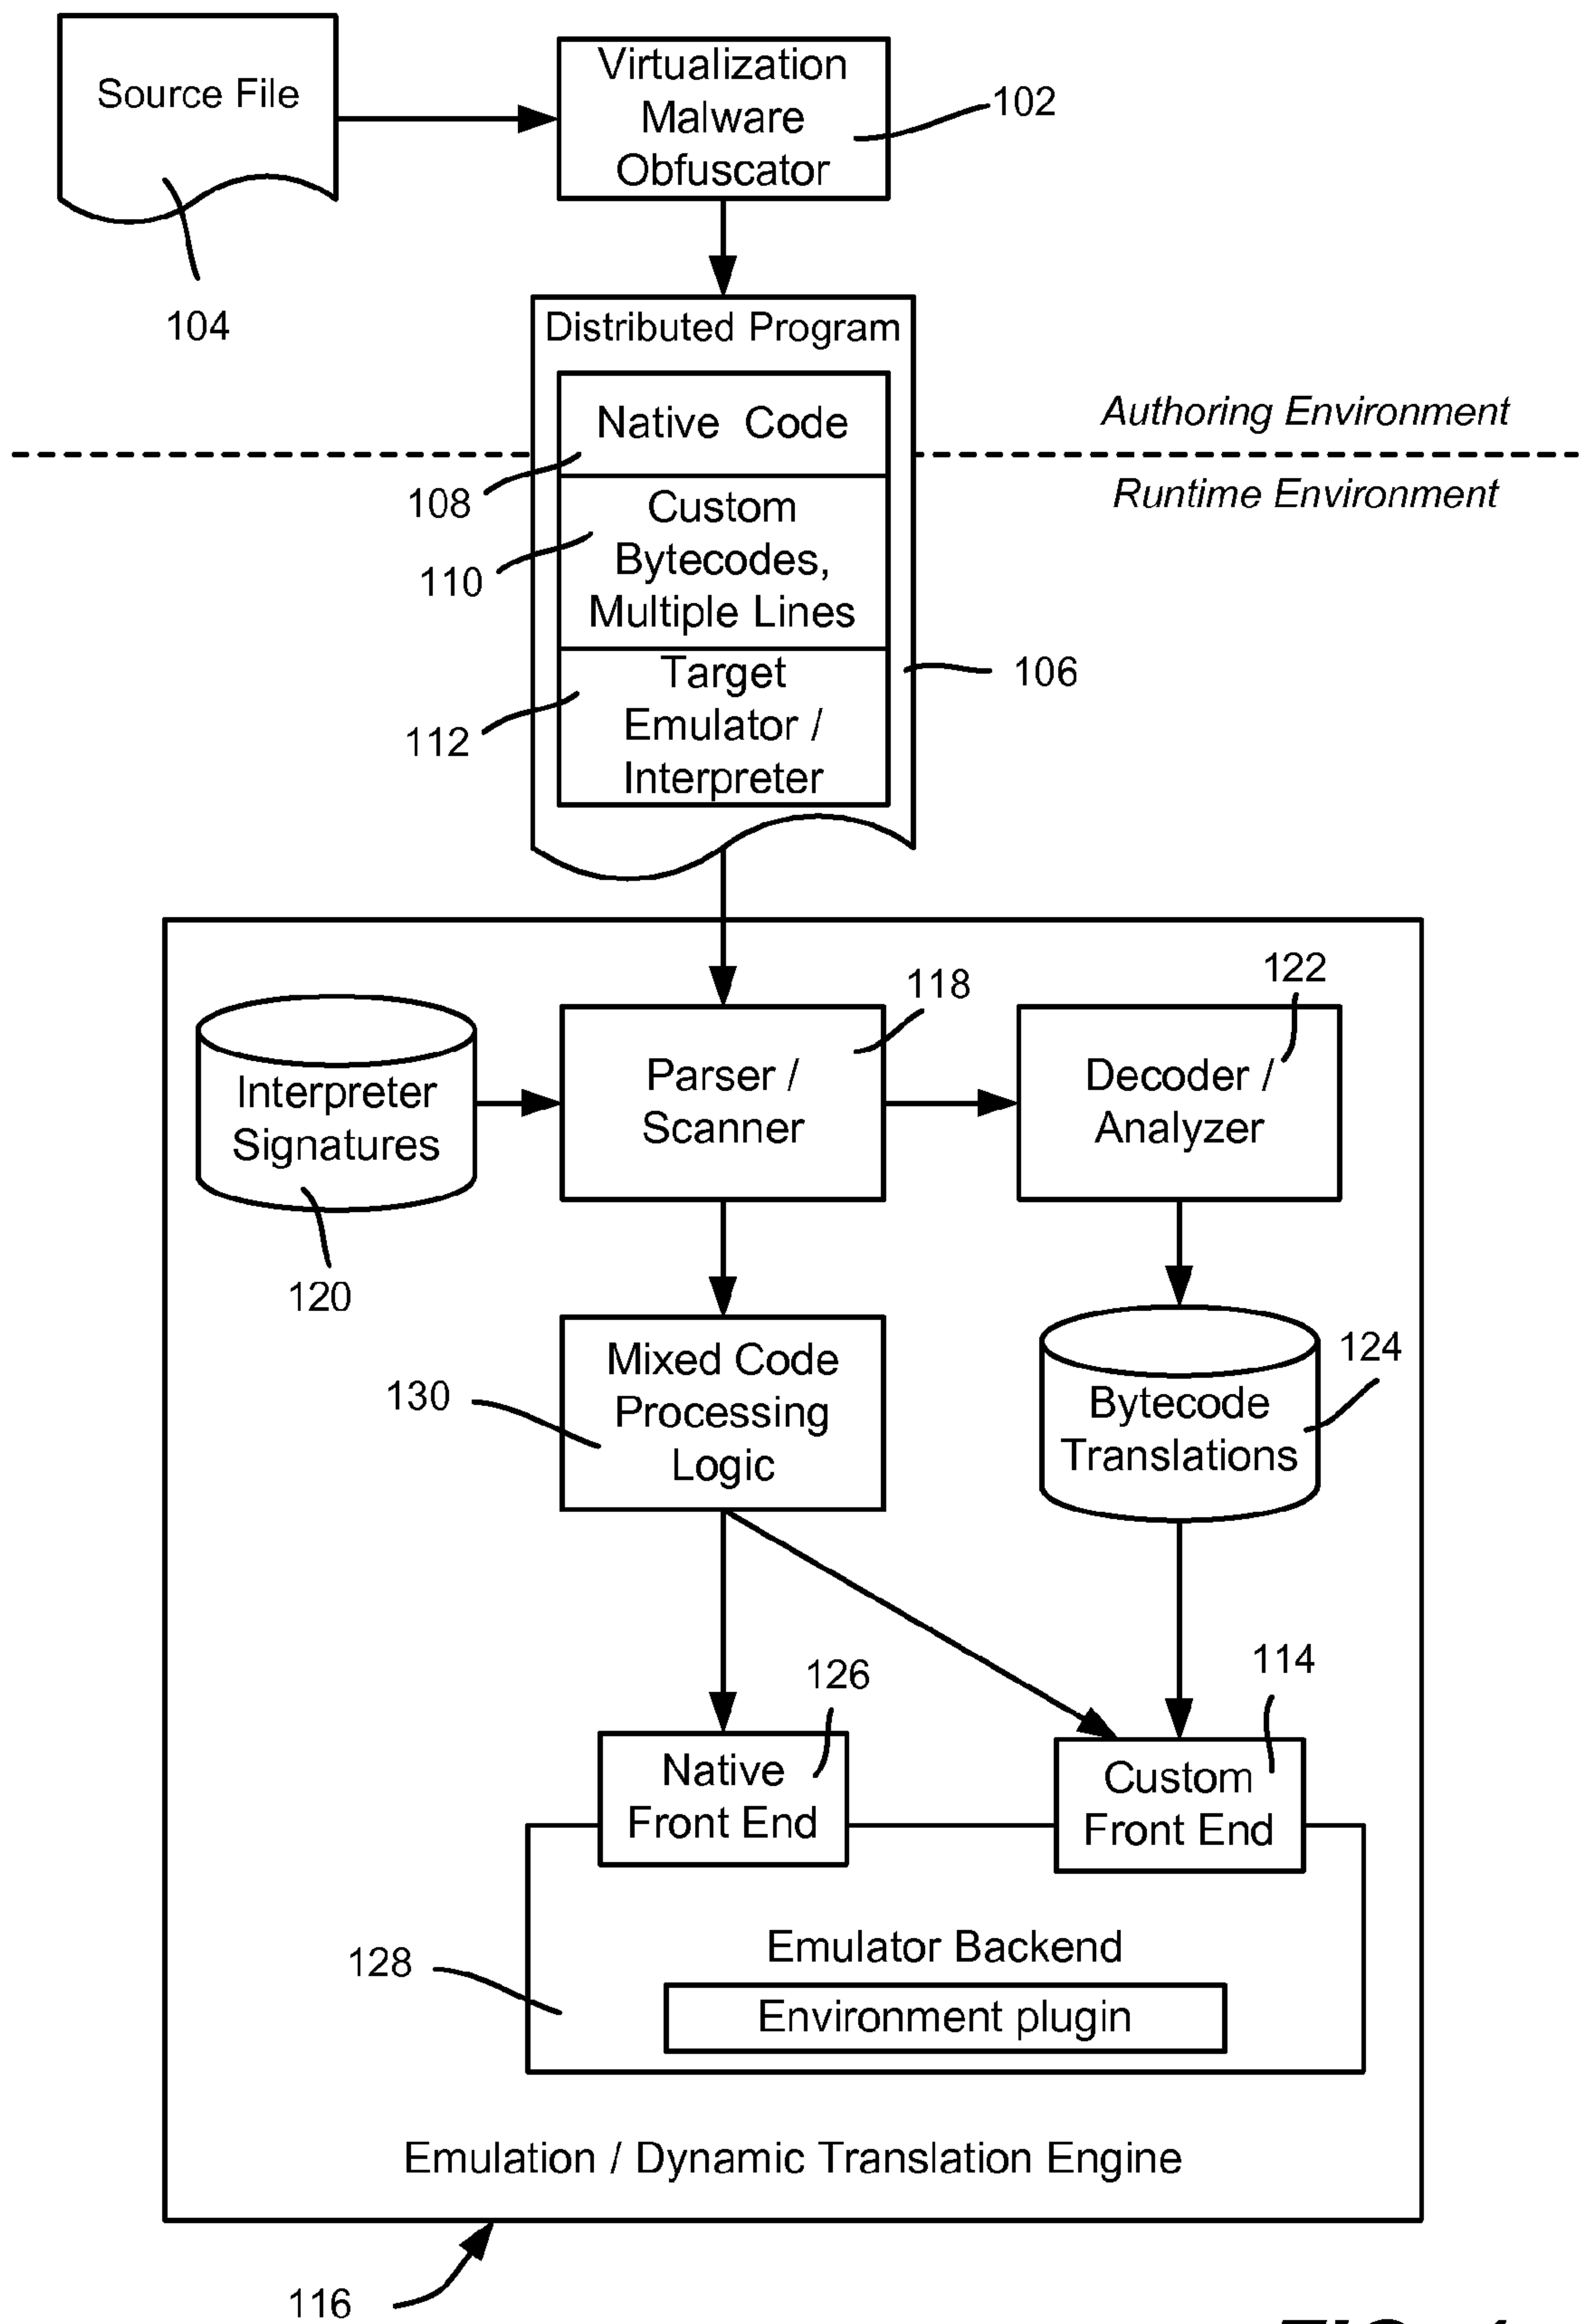 Source File
Virtualization
Malware
Obfuscator
102
104
Distributed Program
Native Code
Authoring Environment
Runtime Environment
108
Custom
Bytecodes,
Multiple Lines
110
106
Target
Emulator /
Interpreter
112
118
122
Interpreter
Signatures
Parser /
Scanner
Decoder /
Analyzer
120
Mixed Code
Processing
Logic
130
124
Bytecode
Translations
126
114
Native
Front End
Custom
Front End
128
Emulator Backend
Environment plugin
Emulation / Dynamic Translation Engine
116